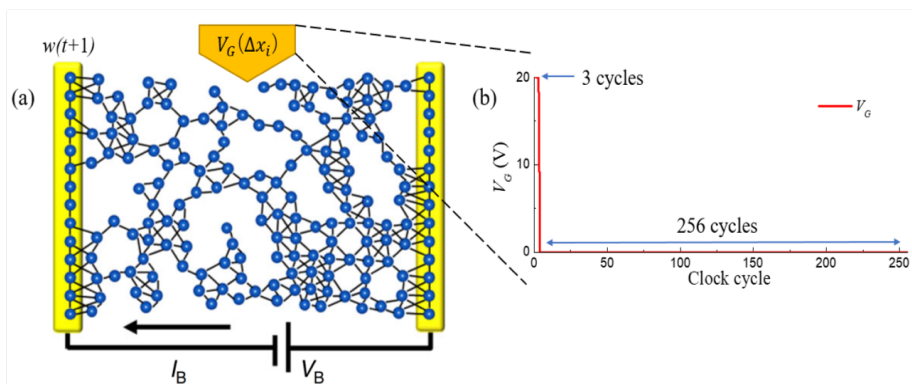 w(t+1)
V_G(Δx_i)
(a)
I_B
V_B
(b)
3 cycles
V_G
V_G (V)
20
10
0
256 cycles
0 50 100 150 200 250
Clock cycle